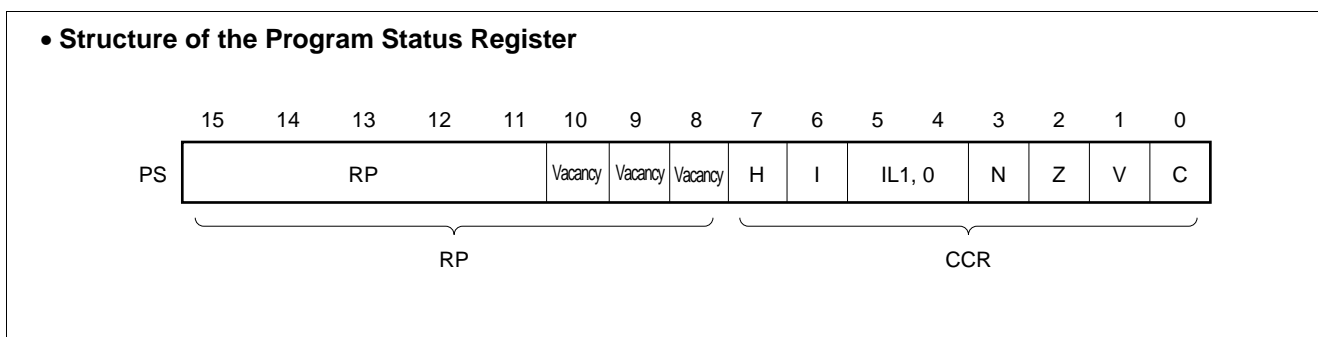 • Structure of the Program Status Register
15 14 13 12 11 10 9 8 7 6 5 4 3 2 1 0
PS RP Vacancy Vacancy Vacancy H I IL1, 0 N Z V C
RP CCR